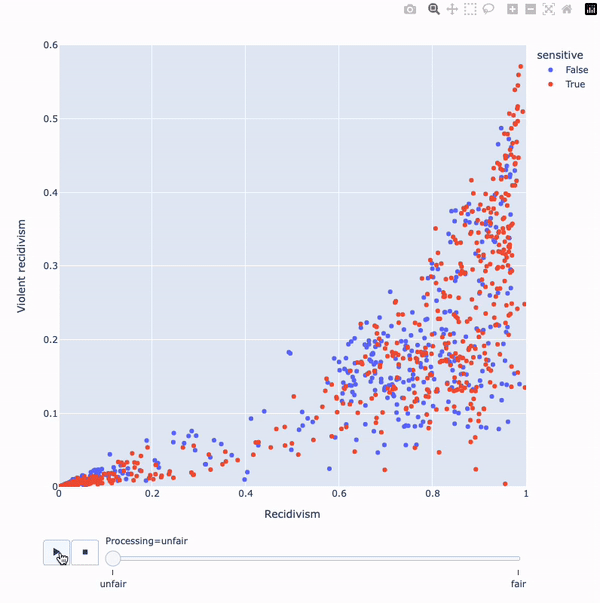 sensitive
False
True
0.6
0.5
0.4
0.3
0.2
0.1
0
Violent recidivism
0 0.2 0.4 0.6 0.8 1
Recidivism
Processing=unfair
unfair fair